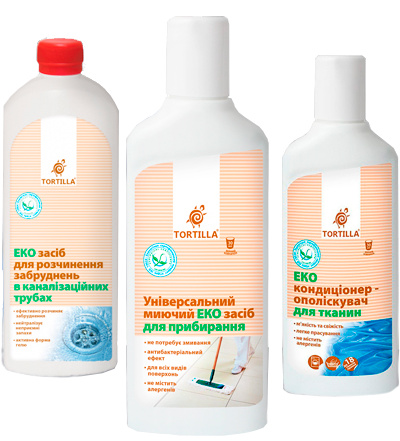 TORTILLA
ЕКО засіб
для розчинення
забруднень
в каналізаційних
трубах
• ефективно розчиняє
забруднення
• нейтралізує
неприємні
запахи
• активна форма
солей
TORTILLA
Універсальний
миючий ЕКО засіб
для прибирання
• не потребує змивання
• антибактеріальний
ефект
• для всіх видів
поверхонь
• не містить
алергенів
TORTILLA
ЕКО
кондиціонер -
ополіскувач
для тканин
• м'якість та свіжість
• легке прасування
• не містить
алергенів